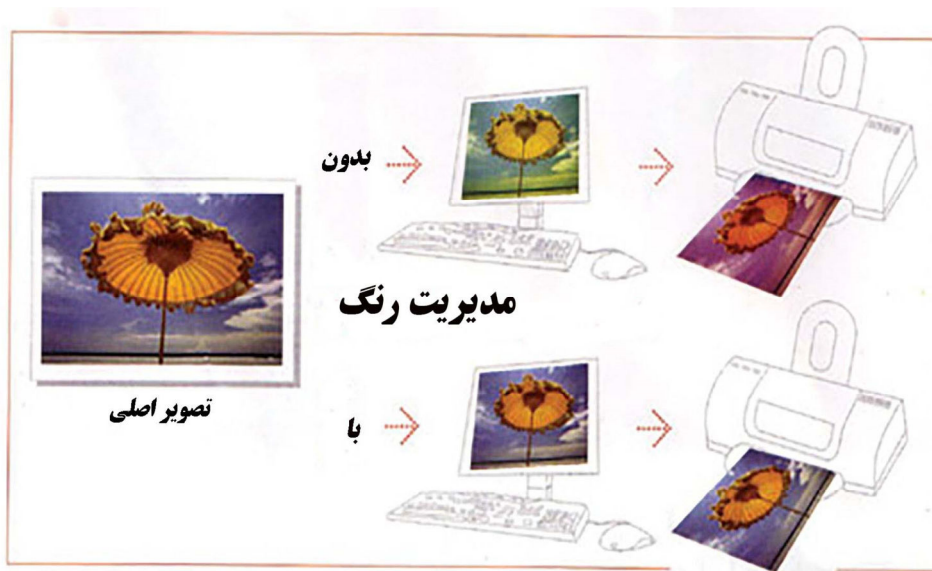 بدون
مدیریت رنگ
با
تصویر اصلی